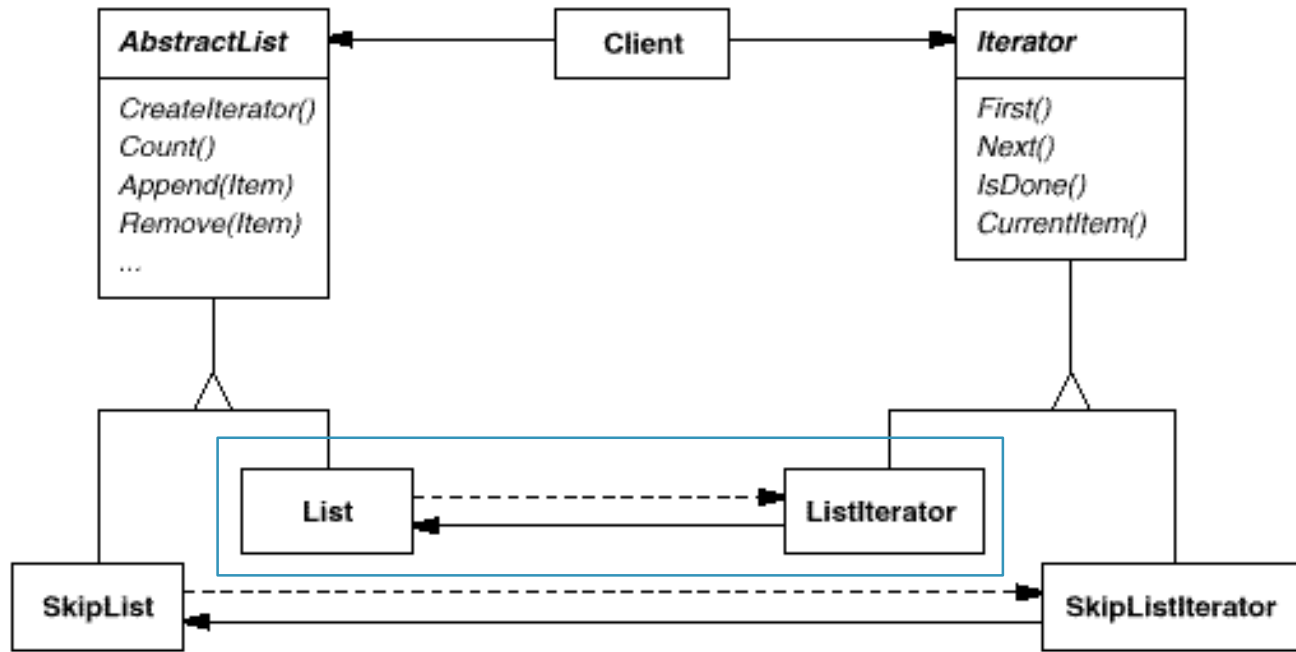 AbstractList
CreateIterator()
Count()
Append(Item)
Remove(Item)
...
Client
Iterator
First()
Next()
IsDone()
CurrentItem()
List
ListIterator
SkipList
SkipListIterator